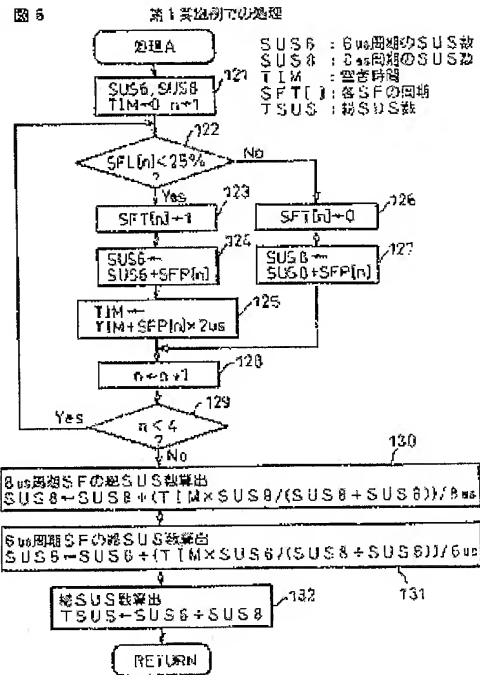 図6 第1実施例での処理
処理A
SUS6 : 6us周期のSUS数
SUS8 : 8us周期のSUS数
TIM : 空き時間
SFT[ ] : 各SFの周期
TSUS : 総SUS数
121
SUS6, SUS8
TIM←0 n←1
122
SFL[n]<25%
?
No
Yes
123
SFT[n]←1
126
SFT[n]←0
124
SUS6←
SUS6+SFP[n]
127
SUS8←
SUS8+SFP[n]
125
TIM←
TIM+SFP[n]×2us
128
n←n+1
129
Yes
n<4
?
No
130
8us周期SFの総SUS数算出
SUS8←SUS8+(TIM×SUS8/(SUS6+SUS8))/8us
6us周期SFの総SUS数算出
SUS6←SUS6+(TIM×SUS6/(SUS8+SUS6))/6us
131
132
総SUS数算出
TSUS←SUS6+SUS8
RETURN